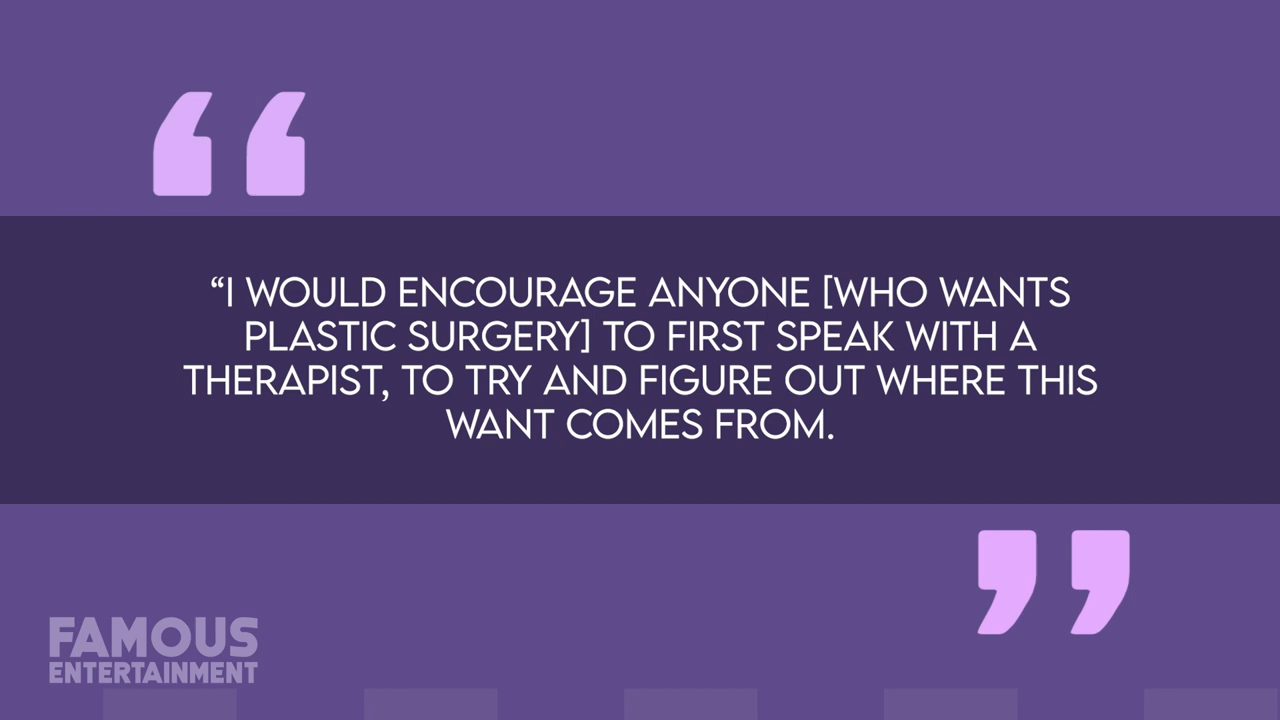 “I WOULD ENCOURAGE ANYONE [WHO WANTS
PLASTIC SURGERY] TO FIRST SPEAK WITH A
THERAPIST, TO TRY AND FIGURE OUT WHERE THIS
WANT COMES FROM.
FAMOUS
ENTERTAINMENT